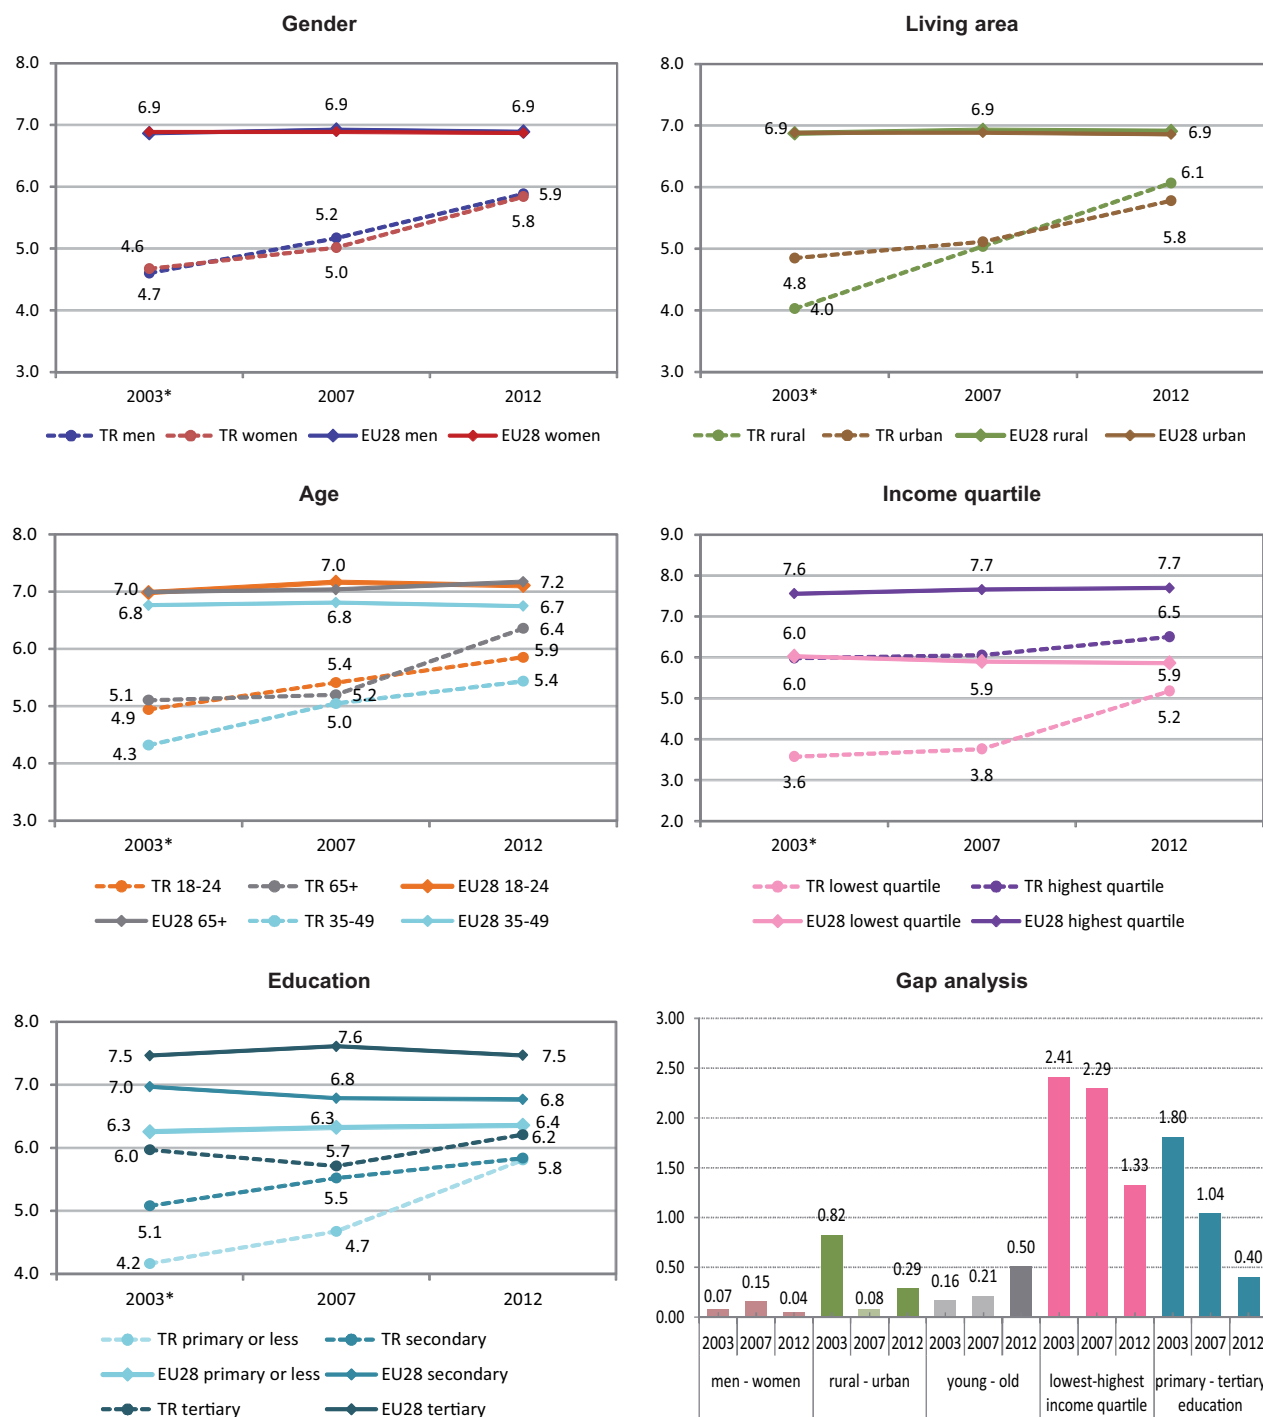 Gender
8.0
7.0
6.0
5.0
4.0
3.0
6.9 6.9 6.9
4.6 5.2 5.9
4.7 5.0 5.8
2003* 2007 2012
TR men TR women EU28 men EU28 women
Living area
8.0
7.0
6.0
5.0
4.0
3.0
6.9 6.9 6.9
6.1
4.8 5.1 5.8
4.0
2003* 2007 2012
TR rural TR urban EU28 rural EU28 urban
Age
8.0
7.0
6.0
5.0
4.0
3.0
7.0 7.0 7.2
6.8 6.8 6.7
6.4
5.1 5.4 5.9
4.9 5.2 5.4
4.3 5.0
2003* 2007 2012
TR 18-24 TR 65+ EU28 18-24
EU28 65+ TR 35-49 EU28 35-49
Income quartile
9.0
8.0
7.0
6.0
5.0
4.0
3.0
2.0
7.6 7.7 7.7
6.0 6.5
6.0 5.9 5.9
5.2
3.6 3.8
2003* 2007 2012
TR lowest quartile TR highest quartile
EU28 lowest quartile EU28 highest quartile
Education
8.0
7.0
6.0
5.0
4.0
7.5 7.6 7.5
7.0 6.8 6.8
6.3 6.3 6.4
6.0 5.7 6.2
5.1 5.5 5.8
4.2 4.7
2003* 2007 2012
TR primary or less TR secondary
EU28 primary or less EU28 secondary
TR tertiary EU28 tertiary
Gap analysis
3.00
2.50
2.00
1.50
1.00
0.50
0.00
0.07 0.15 0.04 0.82 0.08 0.29 0.16 0.21 0.50 2.41 2.29 1.33 1.80 1.04 0.40
2003 2007 2012 2003 2007 2012 2003 2007 2012 2003 2007 2012 2003 2007 2012
men - women rural - urban young - old lowest-highest primary - tertiary
income quartile education